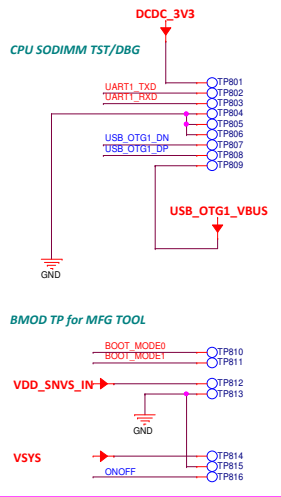 DCDC_3V3
CPU SODIMM TST/DBG
TP801
UART1_TXD TP802
UART1_RXD TP803
TP804
TP805
TP806
USB_OTG1_DN TP807
USB_OTG1_DP TP808
TP809
USB_OTG1_VBUS
GND
BMOD TP for MFG TOOL
BOOT_MODE0 TP810
BOOT_MODE1 TP811
VDD_SNVS_IN TP812
TP813
GND
VSYS TP814
TP815
ONOFF TP816